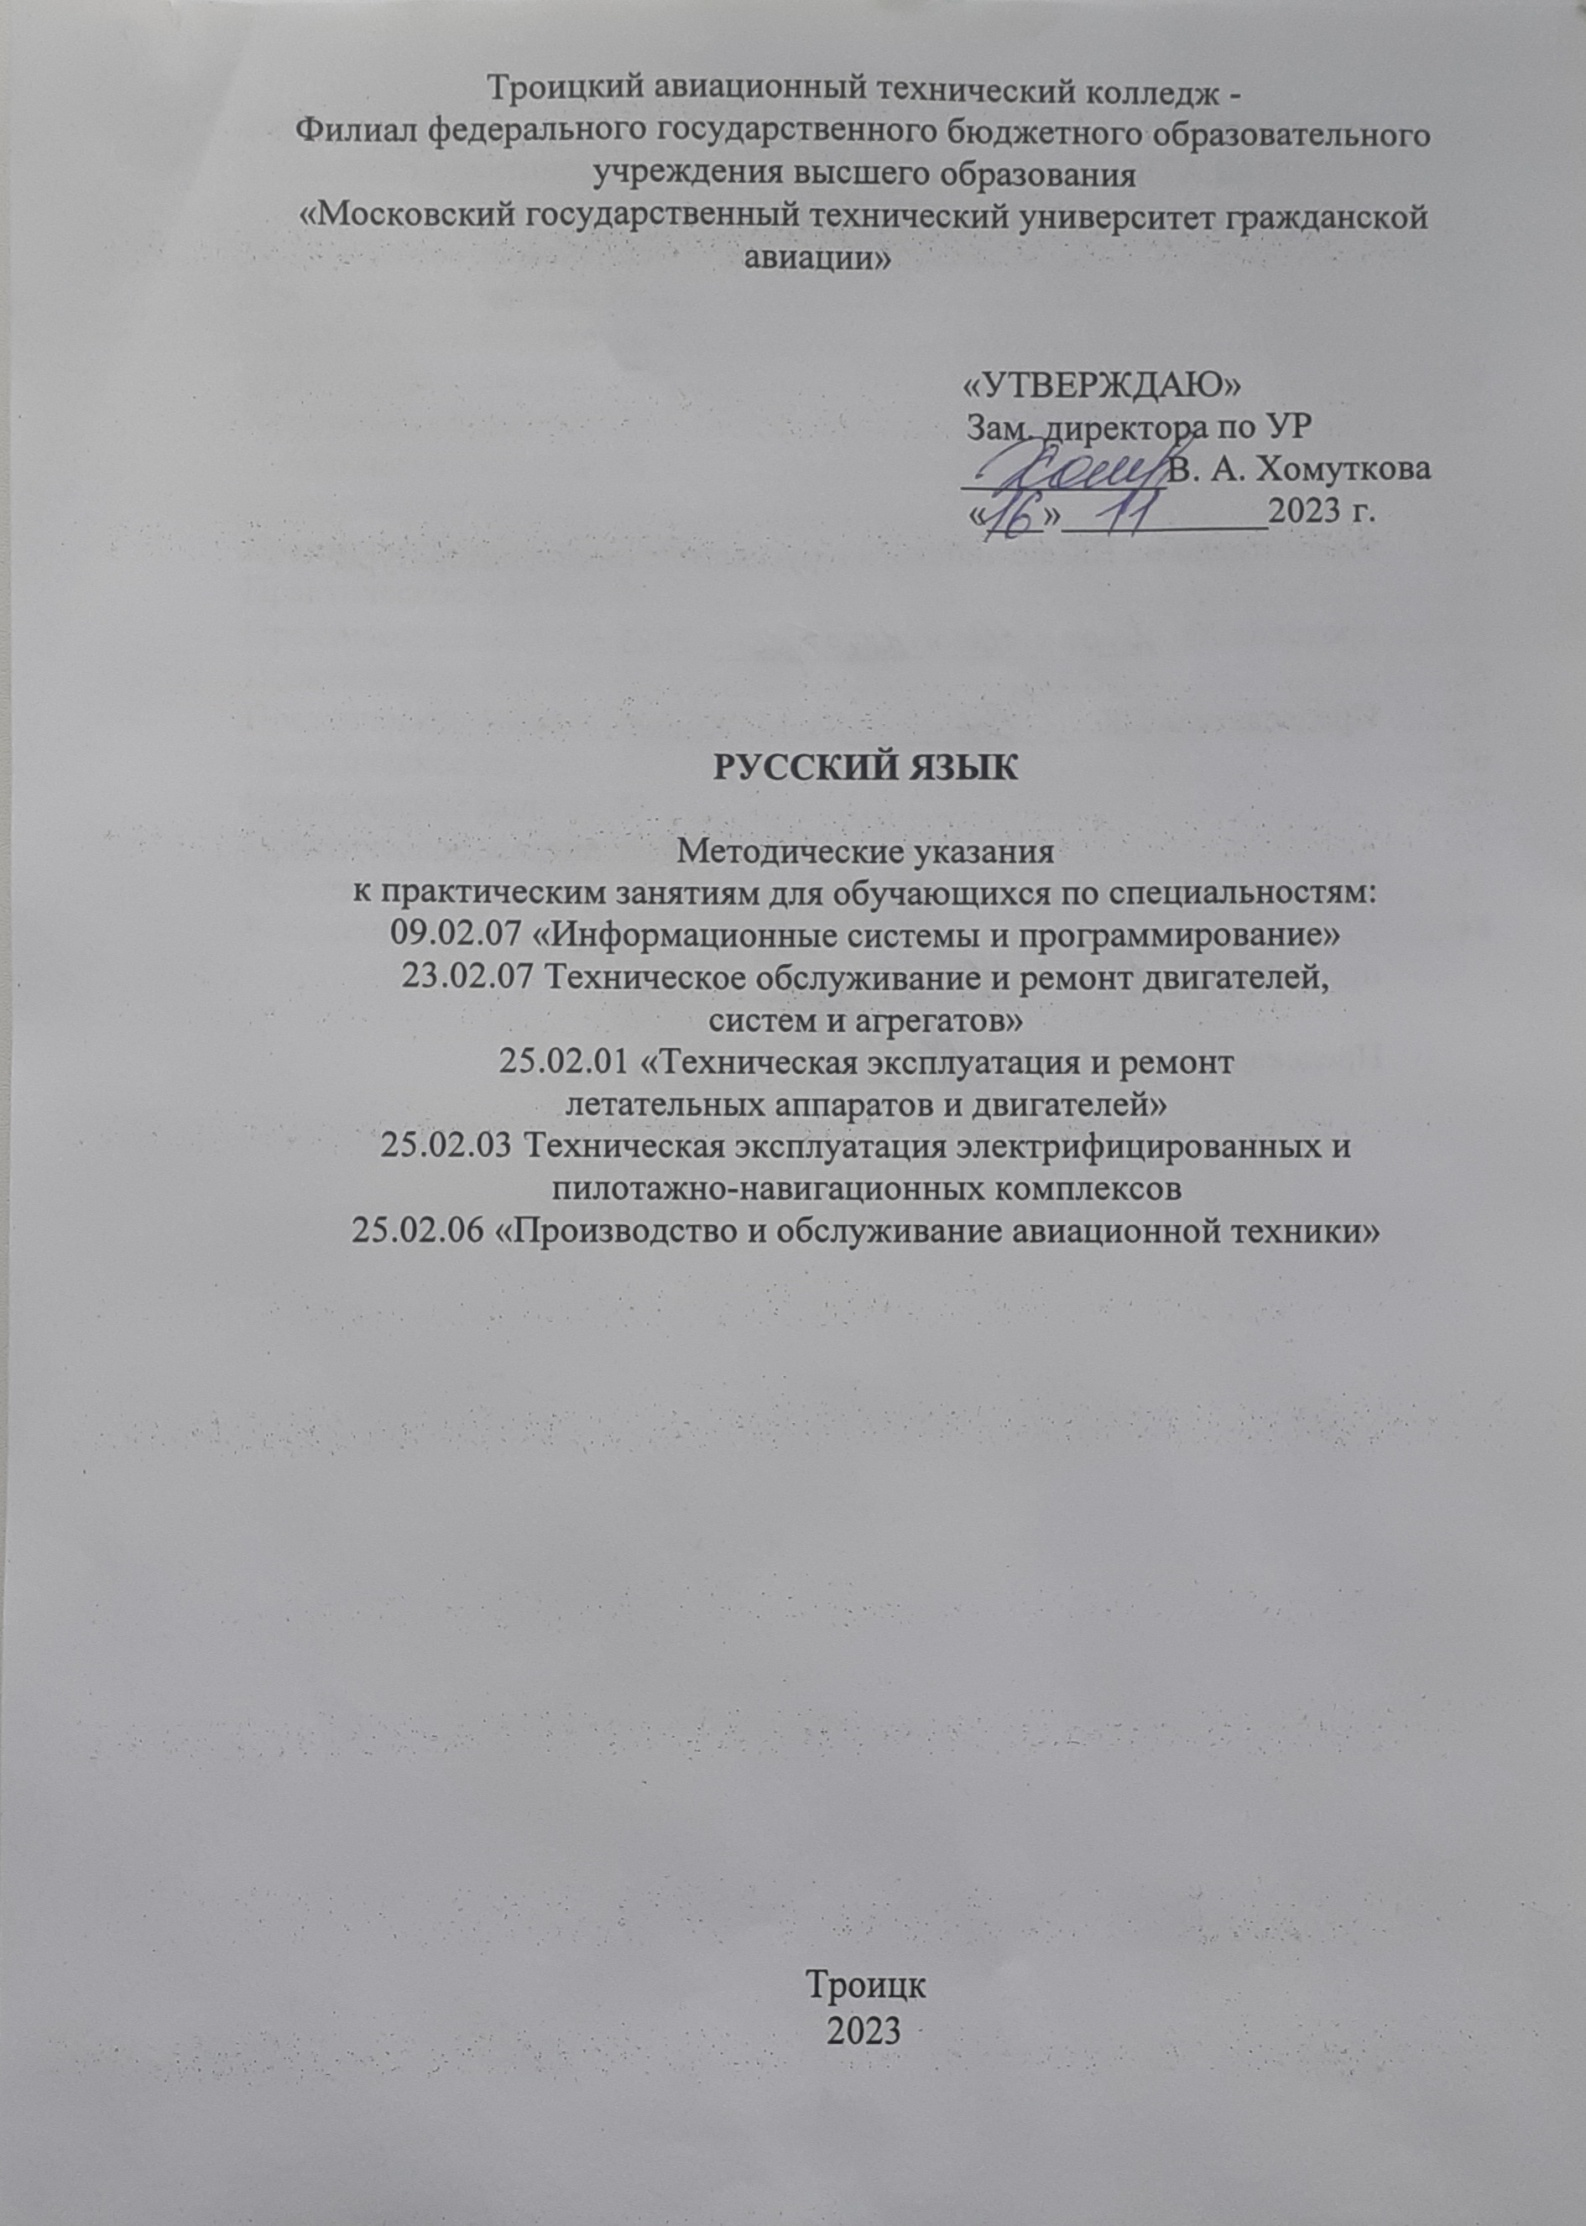 Троицкий авиационный технический колледж -
Филиал федерального государственного бюджетного образовательного
учреждения высшего образования
«Московский государственный технический университет гражданской
авиации»
«УТВЕРЖДАЮ»
Зам. директора по УР
В. А. Хомуткова
«16» 11 2023 г.
РУССКИЙ ЯЗЫК
Методические указания
к практическим занятиям для обучающихся по специальностям:
09.02.07 «Информационные системы и программирование»
23.02.07 Техническое обслуживание и ремонт двигателей,
систем и агрегатов»
25.02.01 «Техническая эксплуатация и ремонт
летательных аппаратов и двигателей»
25.02.03 Техническая эксплуатация электрифицированных и
пилотажно-навигационных комплексов
25.02.06 «Производство и обслуживание авиационной техники»
Троицк
2023